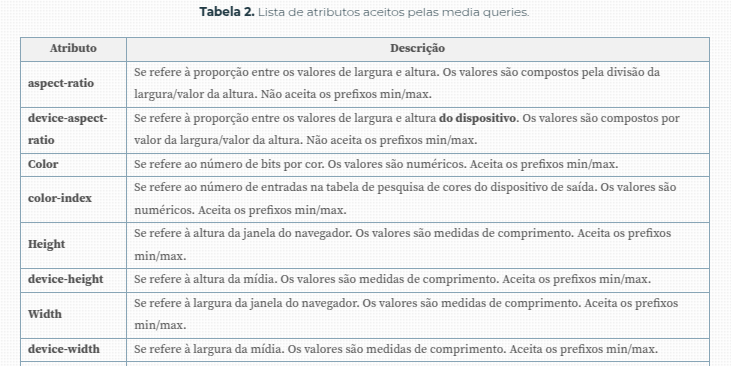 Tabela 2. Lista de atributos aceitos pelas media queries.
Atributo Descrição
aspect-ratio Se refere à proporção entre os valores de largura e altura. Os valores são compostos pela divisão da
largura/valor da altura. Não aceita os prefixos min/max.
device-aspect- Se refere à proporção entre os valores de largura e altura do dispositivo. Os valores são compostos por
ratio valor da largura/valor da altura. Não aceita os prefixos min/max.
Color Se refere ao número de bits por cor. Os valores são numéricos. Aceita os prefixos min/max.
color-index Se refere ao número de entradas na tabela de pesquisa de cores do dispositivo de saída. Os valores são
numéricos. Aceita os prefixos min/max.
Height Se refere à altura da janela do navegador. Os valores são medidas de comprimento. Aceita os prefixos
min/max.
device-height Se refere à altura da mídia. Os valores são medidas de comprimento. Aceita os prefixos min/max.
Width Se refere à largura da janela do navegador. Os valores são medidas de comprimento. Aceita os prefixos
min/max.
device-width Se refere à largura da mídia. Os valores são medidas de comprimento. Aceita os prefixos min/max.